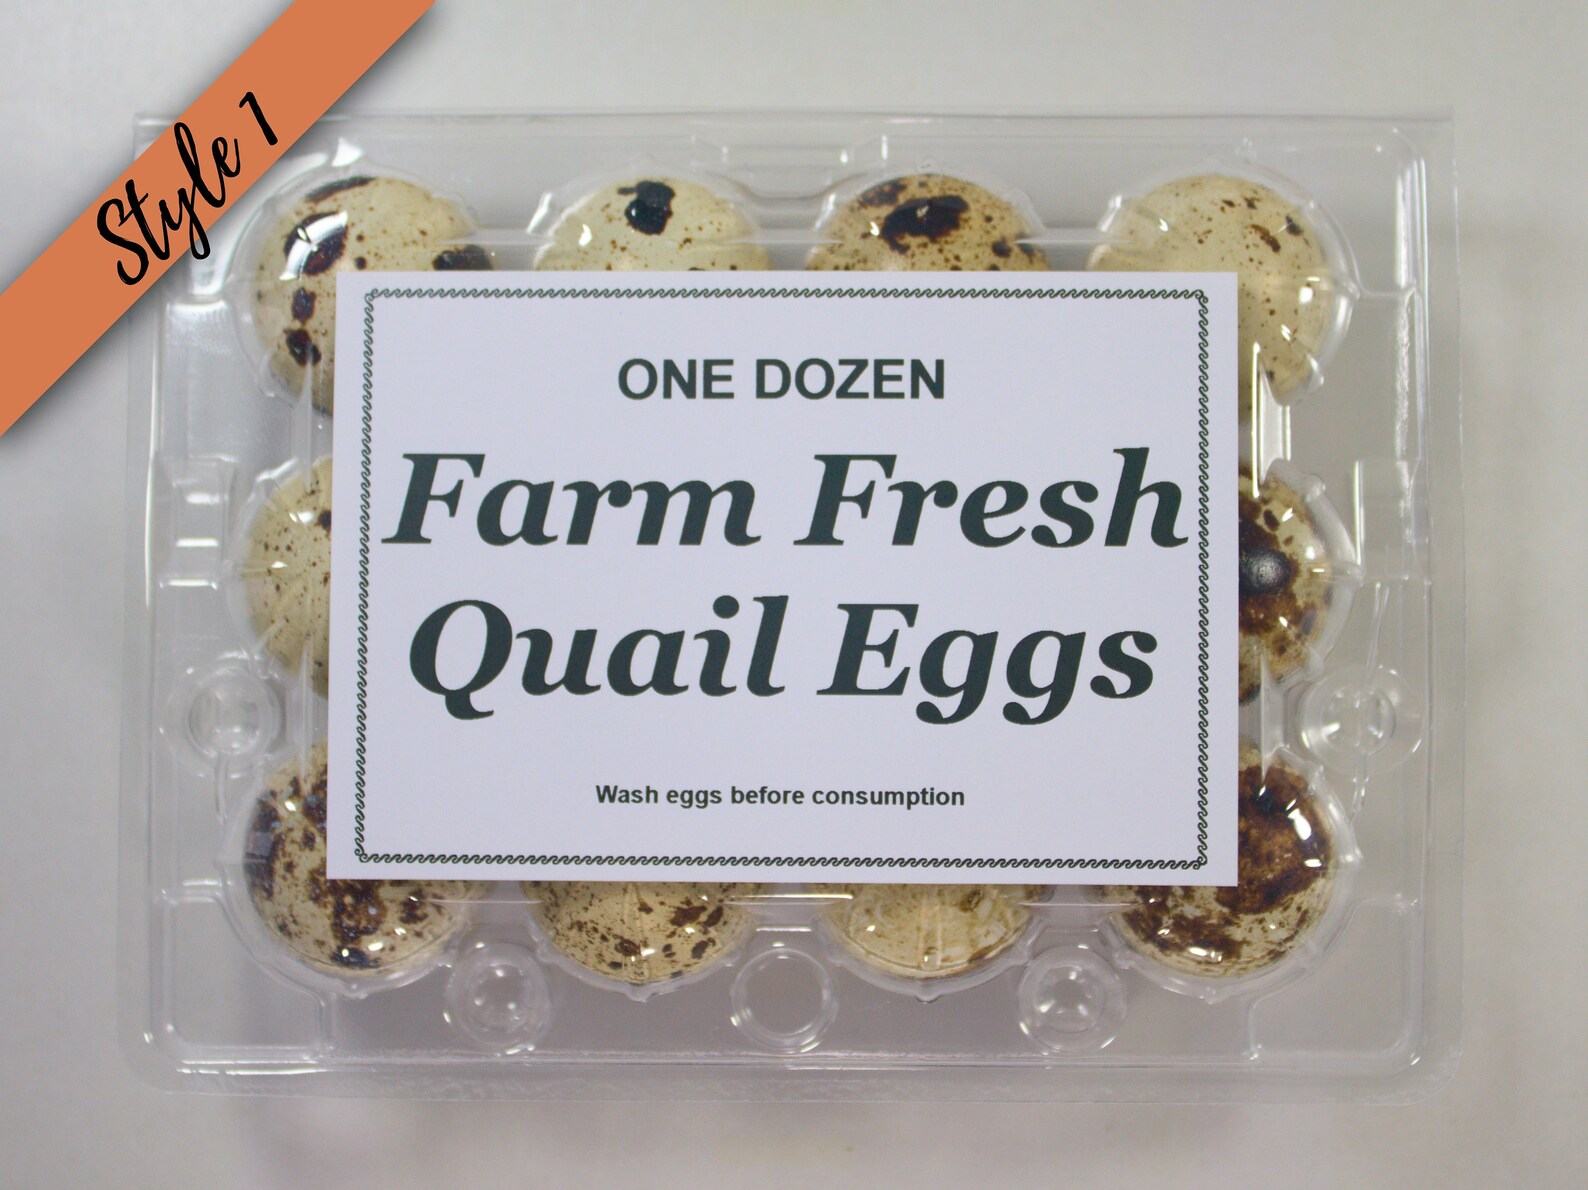 Style 1
ONE DOZEN
Farm Fresh
Quail Eggs
Wash eggs before consumption